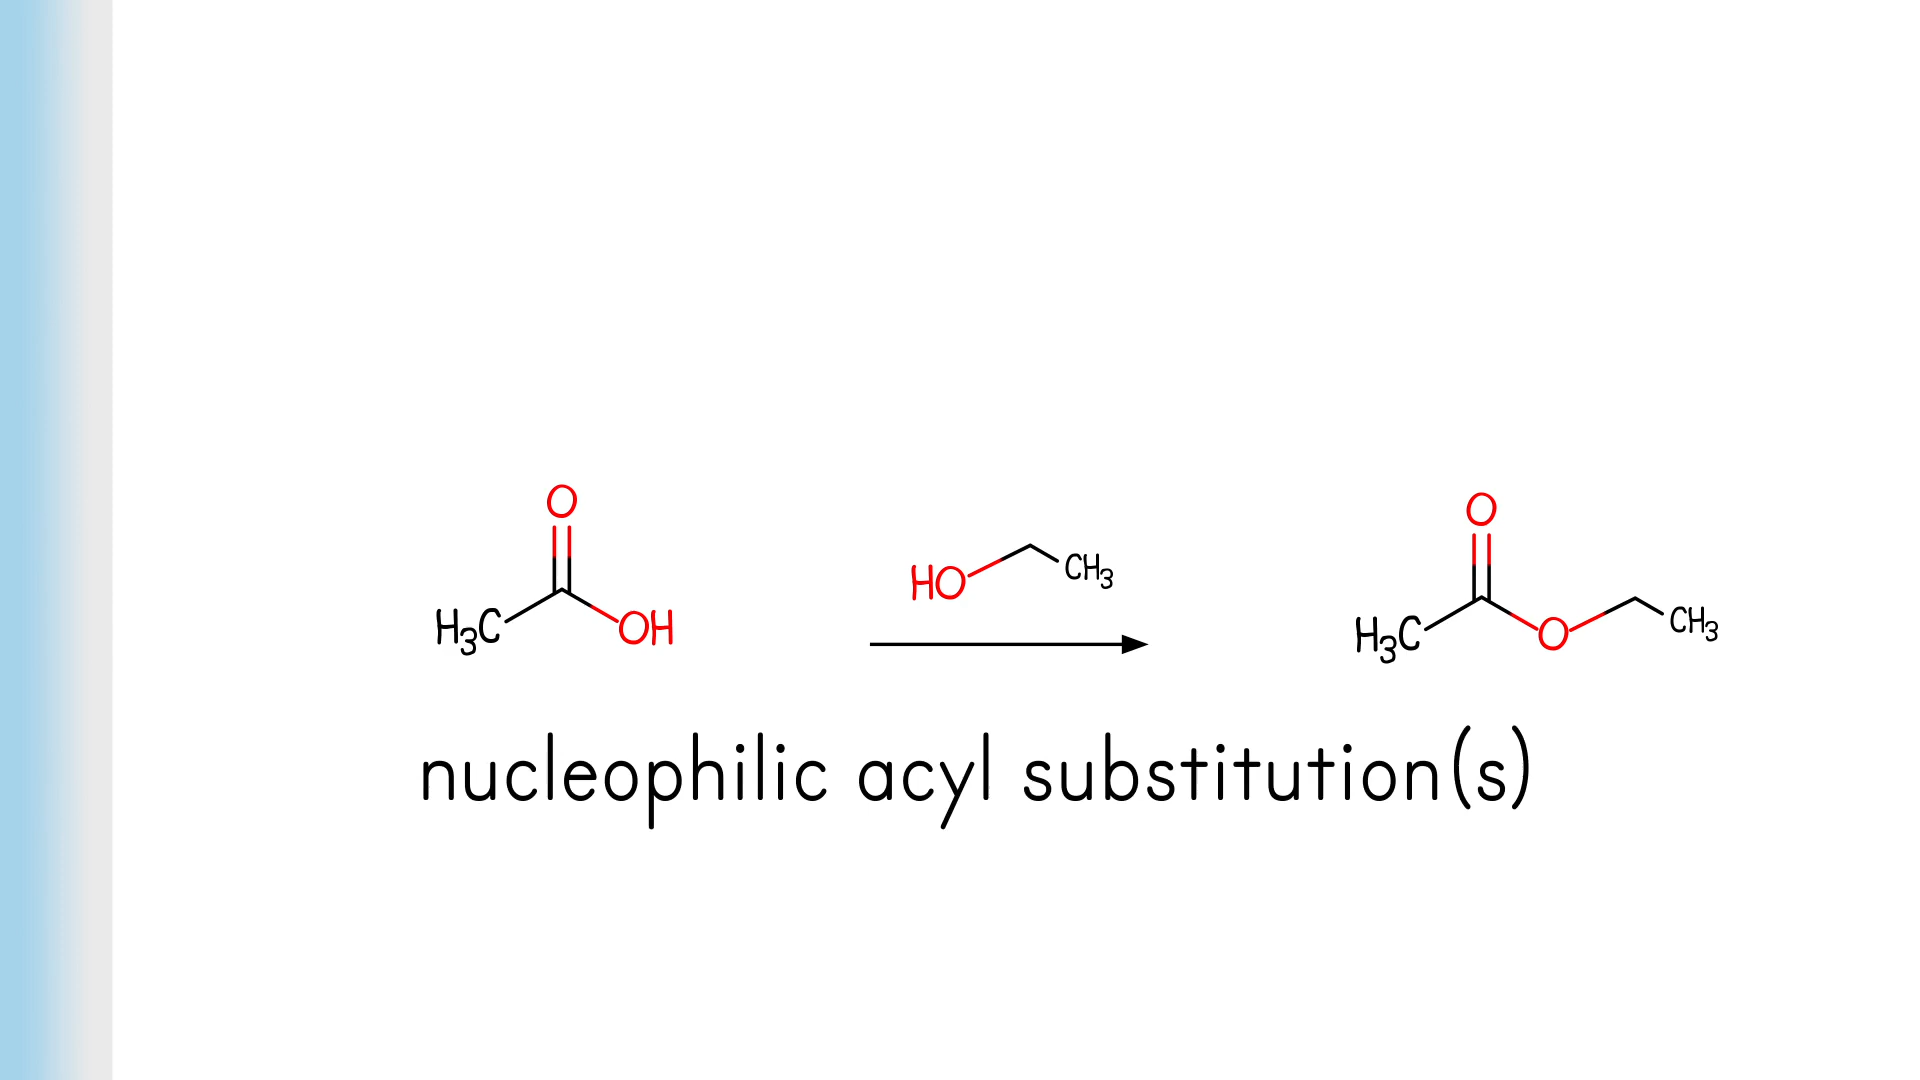 O
H₃C OH
HO CH₃
O
H₃C O CH₃
nucleophilic acyl substitution(s)